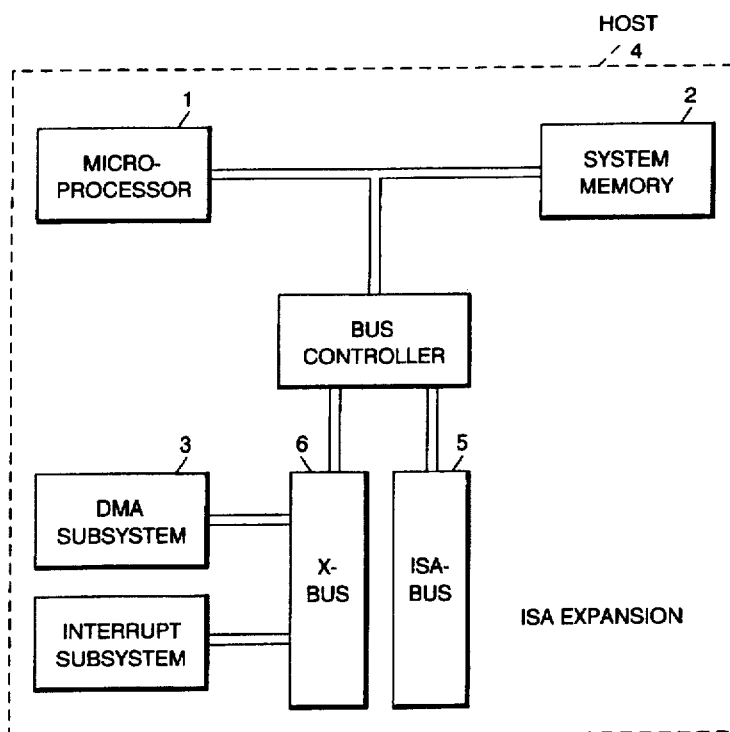 HOST
4
1
2
MICRO-
PROCESSOR
SYSTEM
MEMORY
BUS
CONTROLLER
3
6
5
DMA
SUBSYSTEM
X-
BUS
ISA-
BUS
INTERRUPT
SUBSYSTEM
ISA EXPANSION